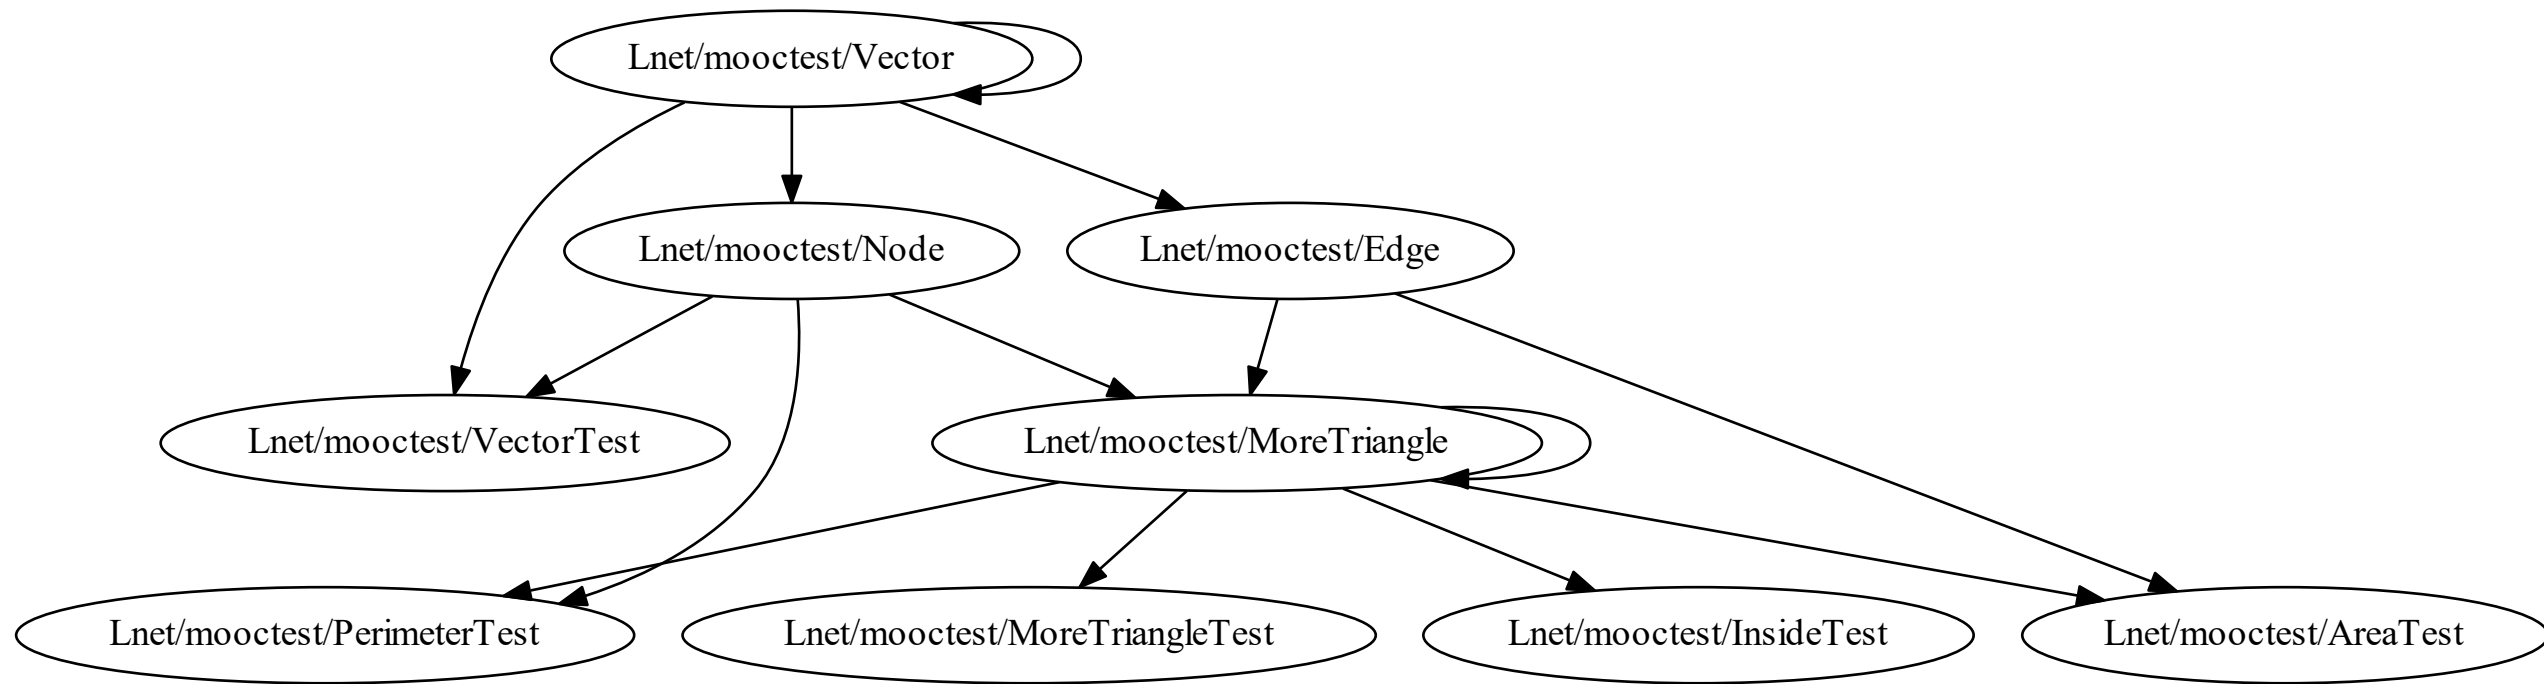 Lnet/mooctest/Vector
Lnet/mooctest/Node
Lnet/mooctest/Edge
Lnet/mooctest/VectorTest
Lnet/mooctest/MoreTriangle
Lnet/mooctest/PerimeterTest
Lnet/mooctest/MoreTriangleTest
Lnet/mooctest/InsideTest
Lnet/mooctest/AreaTest